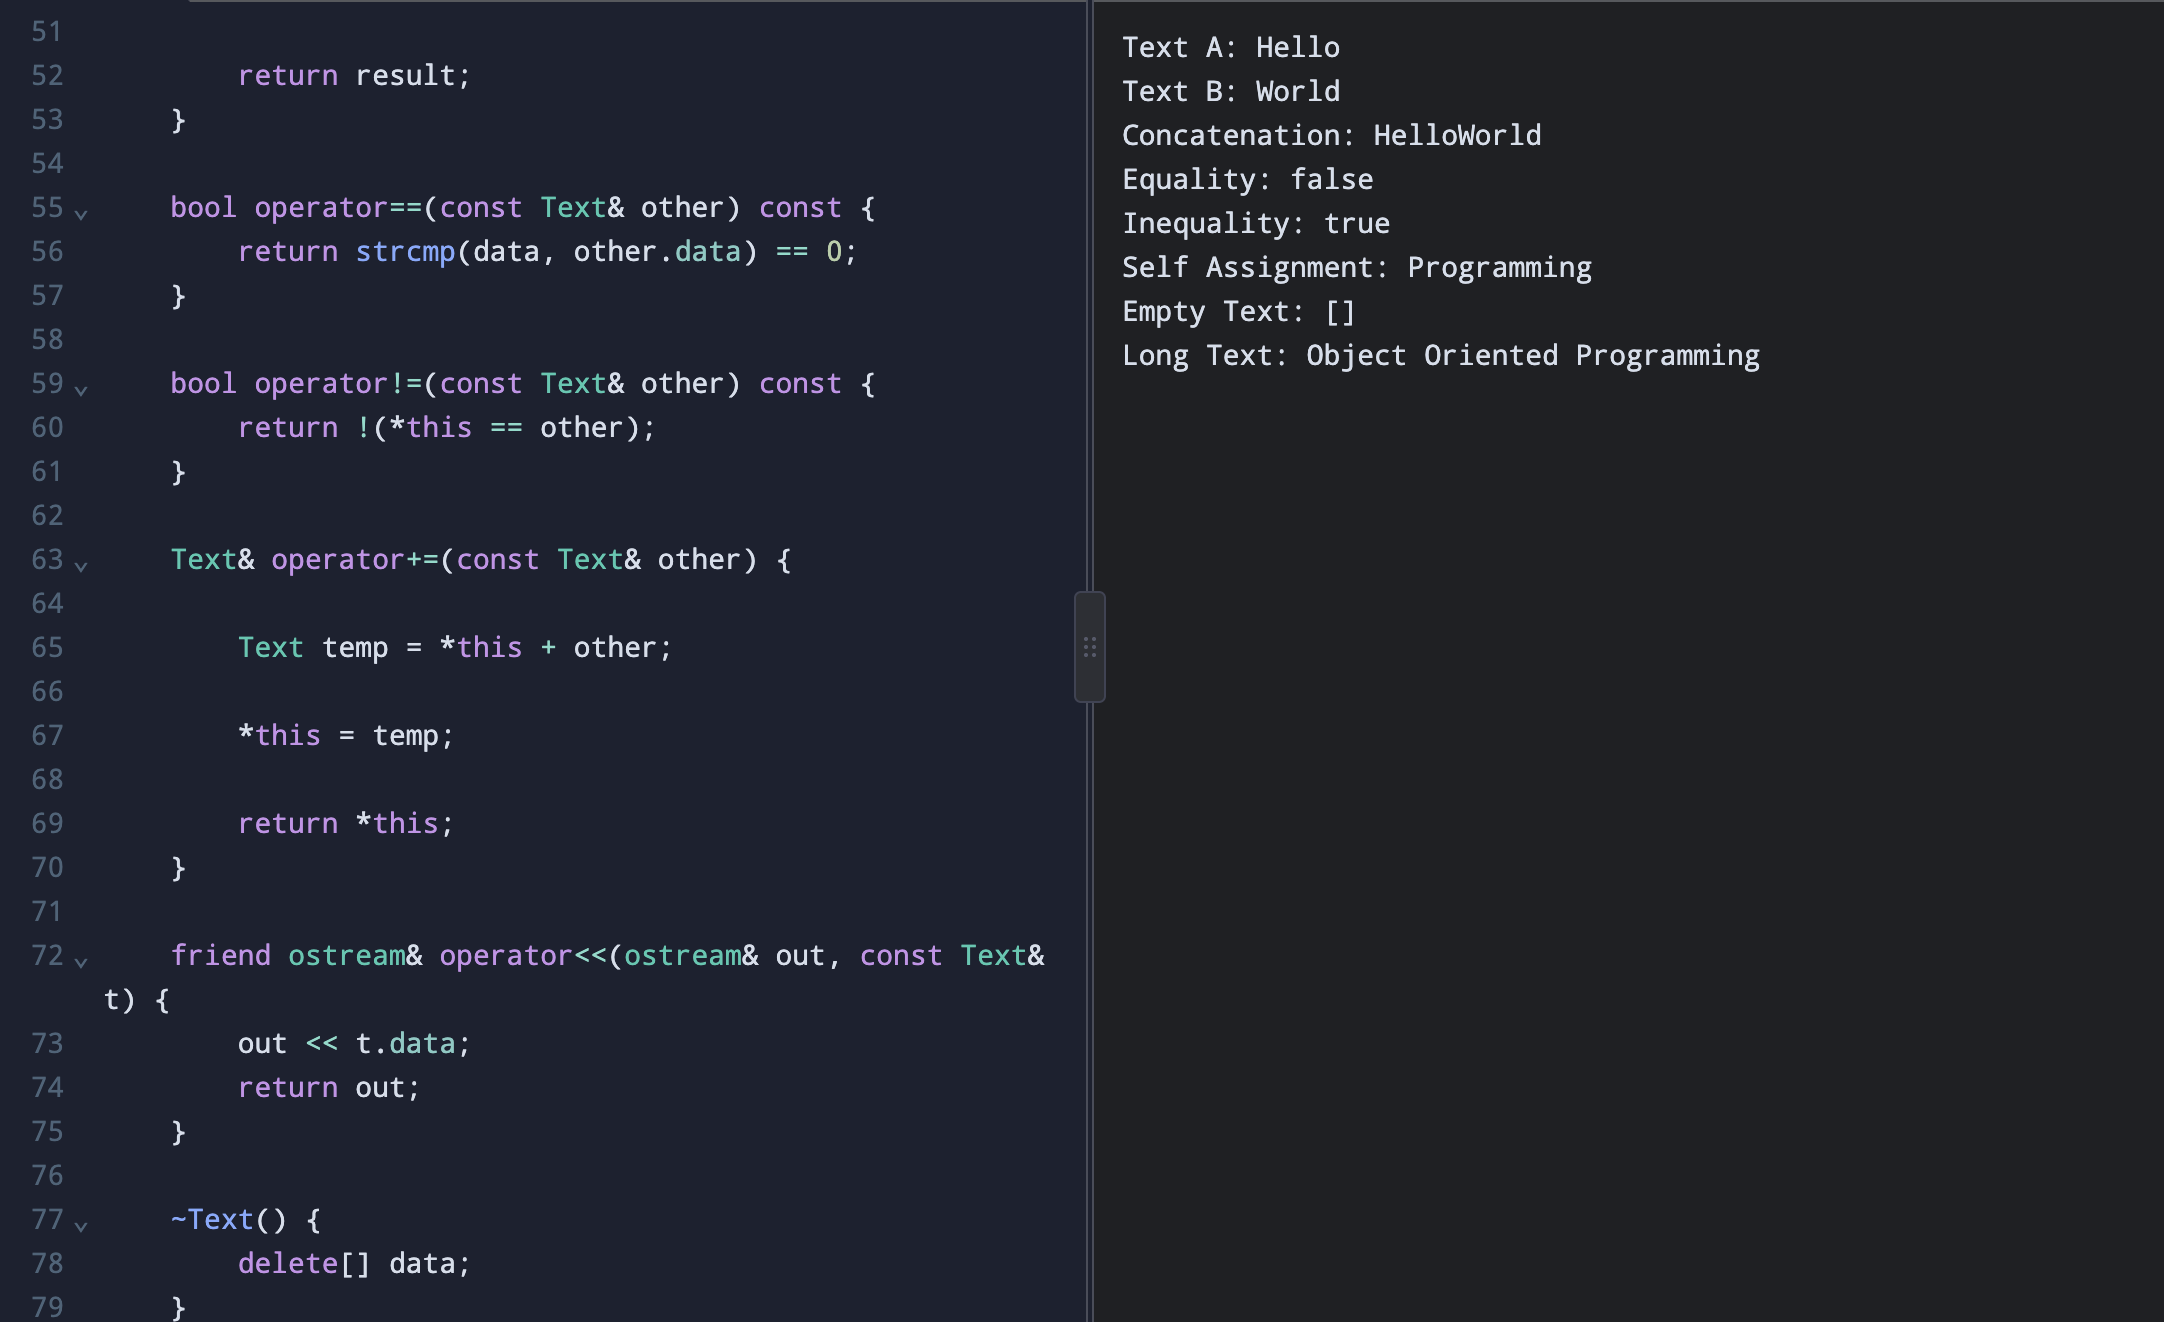 51
52 return result;
53 }
54
55 bool operator==(const Text& other) const {
56 return strcmp(data, other.data) == 0;
57 }
58
59 bool operator!=(const Text& other) const {
60 return !(*this == other);
61 }
62
63 Text& operator+=(const Text& other) {
64
65 Text temp = *this + other;
66
67 *this = temp;
68
69 return *this;
70 }
71
72 friend ostream& operator<<(ostream& out, const Text&
t) {
73 out << t.data;
74 return out;
75 }
76
77 ~Text() {
78 delete[] data;
79 }
Text A: Hello
Text B: World
Concatenation: HelloWorld
Equality: false
Inequality: true
Self Assignment: Programming
Empty Text: []
Long Text: Object Oriented Programming